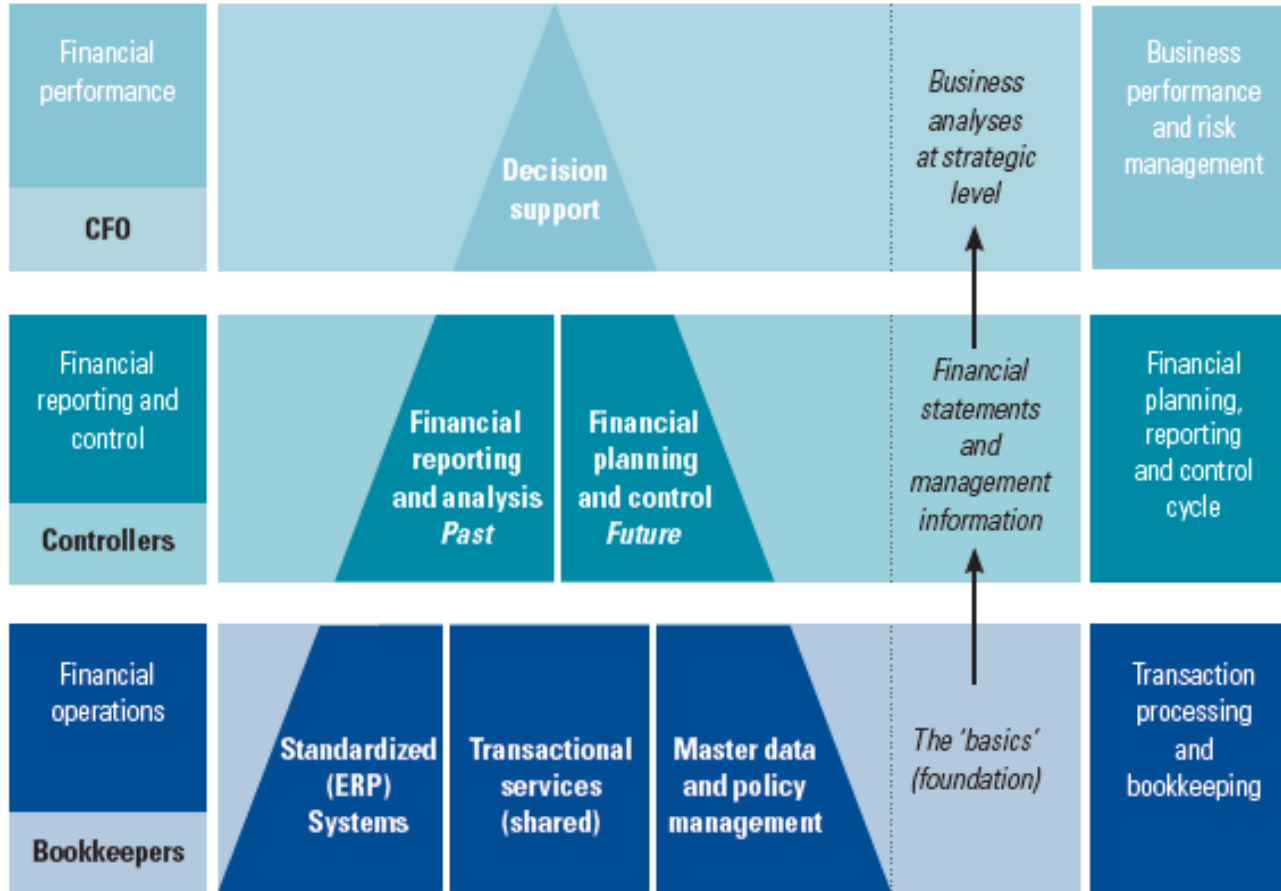 Financial
performance
CFO
Decision
support
Business
analyses
at strategic
level
Business
performance
and risk
management
Financial
reporting and
control
Controllers
Financial
reporting
and analysis
Past
Financial
planning
and control
Future
Financial
statements
and
management
information
Financial
planning,
reporting
and control
cycle
Financial
operations
Bookkeepers
Standardized
(ERP)
Systems
Transactional
services
(shared)
Master data
and policy
management
The ‘basics’
(foundation)
Transaction
processing
and
bookkeeping